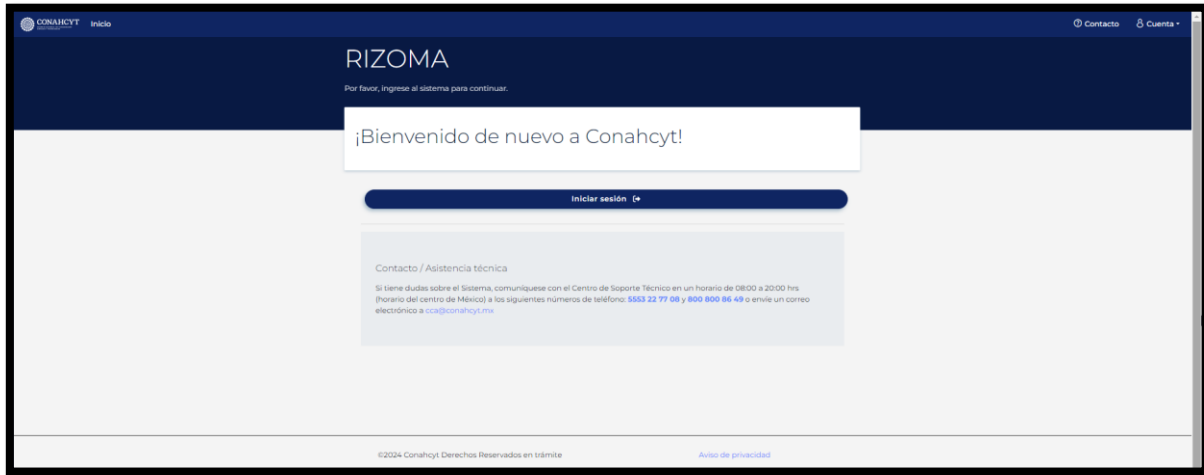 CONAHCYT Inicio Contacto Cuenta
RIZOMA
Por favor, ingrese al sistema para continuar.
¡Bienvenido de nuevo a Conahcyt!
Iniciar sesión
Contacto / Asistencia técnica
Si tiene dudas sobre el Sistema, comuníquese con el Centro de Soporte Técnico en un horario de 08:00 a 20:00 hrs
(horario del centro de México) a los siguientes números de teléfono: 5553 22 77 08 y 800 800 86 49 o envíe un correo
electrónico a cca@conahcyt.mx
©2024 Conahcyt Derechos Reservados en trámite Aviso de privacidad